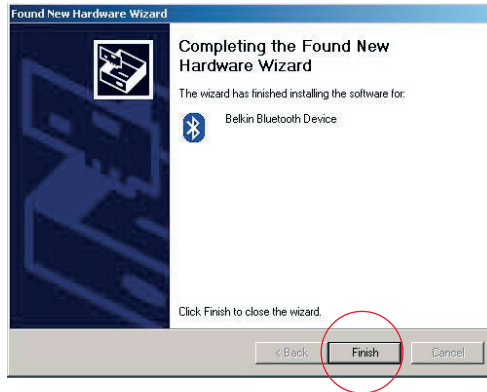 Found New Hardware Wizard
Completing the Found New
Hardware Wizard
The wizard has finished installing the software for:
Belkin Bluetooth Device
Click Finish to close the wizard.
< Back
Finish
Cancel